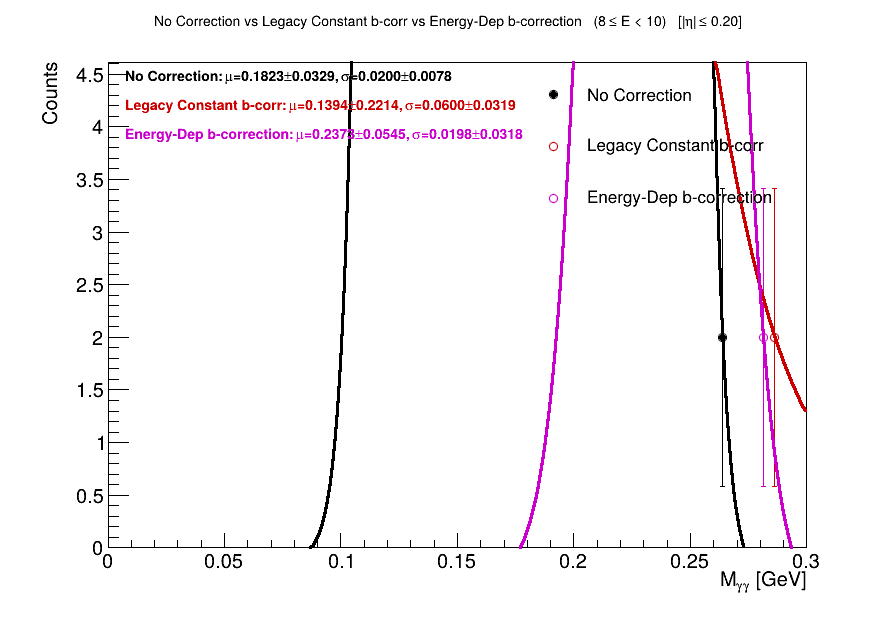 No Correction vs Legacy Constant b-corr vs Energy-Dep b-correction (8 ≤ E < 10) [|η| ≤ 0.20]
Counts
No Correction: μ=0.1823±0.0329, σ=0.0200±0.0078
Legacy Constant b-corr: μ=0.1394±0.2214, σ=0.0600±0.0319
Energy-Dep b-correction: μ=0.2373±0.0545, σ=0.0198±0.0318
No Correction
Legacy Constant b-corr
Energy-Dep b-correction
4.5
4
3.5
3
2.5
2
1.5
1
0.5
0
0 0.05 0.1 0.15 0.2 0.25 0.3
Mγγ [GeV]